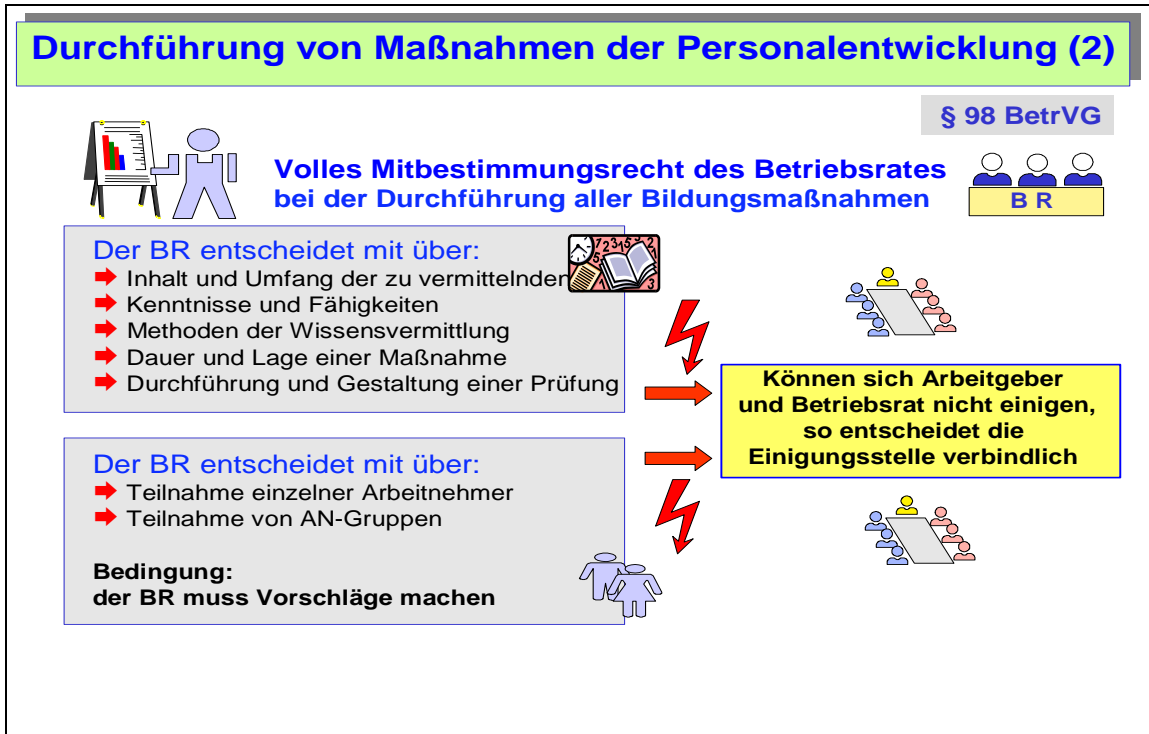 Durchführung von Maßnahmen der Personalentwicklung (2)
§ 98 BetrVG
Volles Mitbestimmungsrecht des Betriebsrates
bei der Durchführung aller Bildungsmaßnahmen
B R
Der BR entscheidet mit über:
Inhalt und Umfang der zu vermittelnden
Kenntnisse und Fähigkeiten
Methoden der Wissensvermittlung
Dauer und Lage einer Maßnahme
Durchführung und Gestaltung einer Prüfung
Können sich Arbeitgeber
und Betriebsrat nicht einigen,
so entscheidet die
Einigungsstelle verbindlich
Der BR entscheidet mit über:
Teilnahme einzelner Arbeitnehmer
Teilnahme von AN-Gruppen
Bedingung:
der BR muss Vorschläge machen